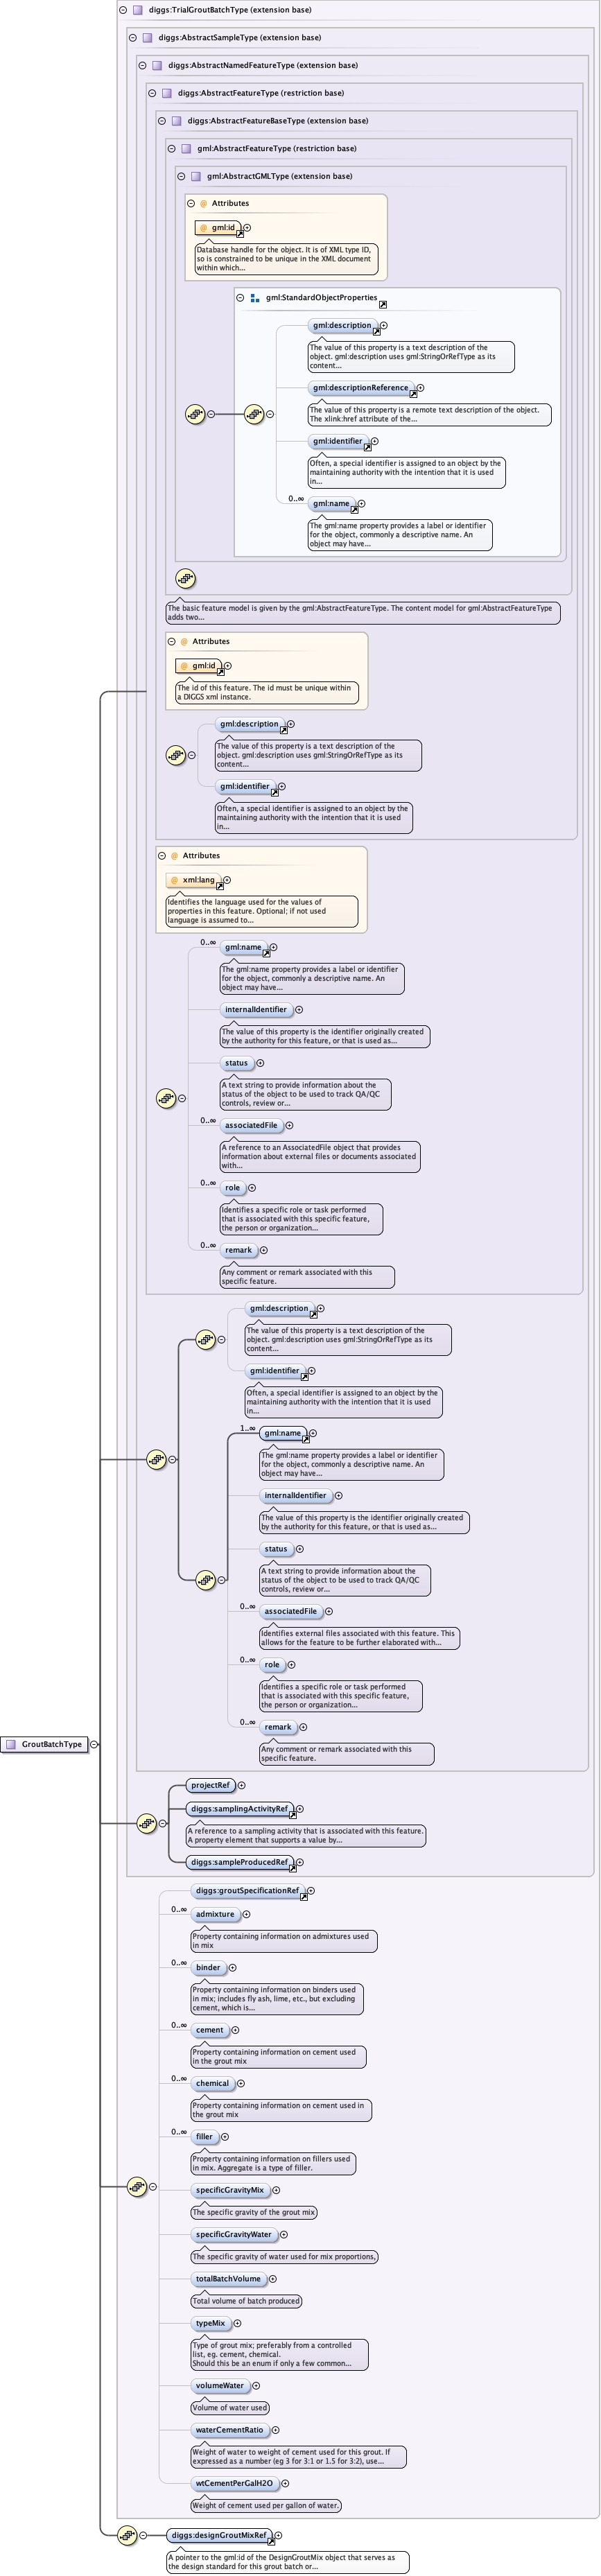 diggs:TrialGroutBatchType (extension base)
diggs:AbstractSampleType (extension base)
diggs:AbstractNamedFeatureType (extension base)
diggs:AbstractFeatureType (restriction base)
diggs:AbstractFeatureBaseType (extension base)
gml:AbstractFeatureType (restriction base)
gml:AbstractGMLType (extension base)
@ Attributes
@ gml:id
Database handle for the object. It is of XML type ID,
so is constrained to be unique in the XML document
within which...
gml:StandardObjectProperties
gml:description
The value of this property is a text description of the
object. gml:description uses gml:StringOrRefType as its
content...
gml:descriptionReference
The value of this property is a remote text description of the object.
The xlink:href attribute of the...
gml:identifier
Often, a special identifier is assigned to an object by the
maintaining authority with the intention that it is used
in...
0..∞
gml:name
The gml:name property provides a label or identifier
for the object, commonly a descriptive name. An
object may have...
The basic feature model is given by the gml:AbstractFeatureType. The content model for gml:AbstractFeatureType
adds two...
@ Attributes
@ gml:id
The id of this feature. The id must be unique within
a DIGGS xml instance.
gml:description
The value of this property is a text description of the
object. gml:description uses gml:StringOrRefType as its
content...
gml:identifier
Often, a special identifier is assigned to an object by the
maintaining authority with the intention that it is used
in...
@ Attributes
@ xml:lang
Identifies the language used for the values of
properties in this feature. Optional; if not used
language is assumed to...
0..∞
gml:name
The gml:name property provides a label or identifier
for the object, commonly a descriptive name. An
object may have...
internalIdentifier
The value of this property is the identifier originally created
by the authority for this feature, or that is used as...
status
A text string to provide information about the
status of the object to be used to track QA/QC
controls, review or...
0..∞
associatedFile
A reference to an AssociatedFile object that provides
information about external files or documents associated
with...
0..∞
role
Identifies a specific role or task performed
that is associated with this specific feature,
the person or organization...
0..∞
remark
Any comment or remark associated with this
specific feature.
gml:description
The value of this property is a text description of the
object. gml:description uses gml:StringOrRefType as its
content...
gml:identifier
Often, a special identifier is assigned to an object by the
maintaining authority with the intention that it is used
in...
1..∞
gml:name
The gml:name property provides a label or identifier
for the object, commonly a descriptive name. An
object may have...
internalIdentifier
The value of this property is the identifier originally created
by the authority for this feature, or that is used as...
status
A text string to provide information about the
status of the object to be used to track QA/QC
controls, review or...
0..∞
associatedFile
Identifies external files associated with this feature. This
allows for the feature to be further elaborated with...
0..∞
role
Identifies a specific role or task performed
that is associated with this specific feature,
the person or organization...
0..∞
remark
Any comment or remark associated with this
specific feature.
GroutBatchType
projectRef
diggs:samplingActivityRef
A reference to a sampling activity that is associated with this feature.
A property element that supports a value by...
diggs:sampleProducedRef
diggs:groutSpecificationRef
0..∞
admixture
Property containing information on admixtures used
in mix
0..∞
binder
Property containing information on binders used
in mix; includes fly ash, lime, etc., but excluding
cement, which is...
0..∞
cement
Property containing information on cement used
in the grout mix
0..∞
chemical
Property containing information on cement used in
the grout mix
0..∞
filler
Property containing information on fillers used
in mix. Aggregate is a type of filler.
specificGravityMix
The specific gravity of the grout mix
specificGravityWater
The specific gravity of water used for mix proportions,
totalBatchVolume
Total volume of batch produced
typeMix
Type of grout mix; preferably from a controlled
list, eg. cement, chemical.
Should this be an enum if only a few common...
volumeWater
Volume of water used
waterCementRatio
Weight of water to weight of cement used for this grout. If
expressed as a number (eg 3 for 3:1 or 1.5 for 3:2), use...
wtCementPerGalH2O
Weight of cement used per gallon of water.
diggs:designGroutMixRef
A pointer to the gml:id of the DesignGroutMix object that serves as
the design standard for this grout batch or...